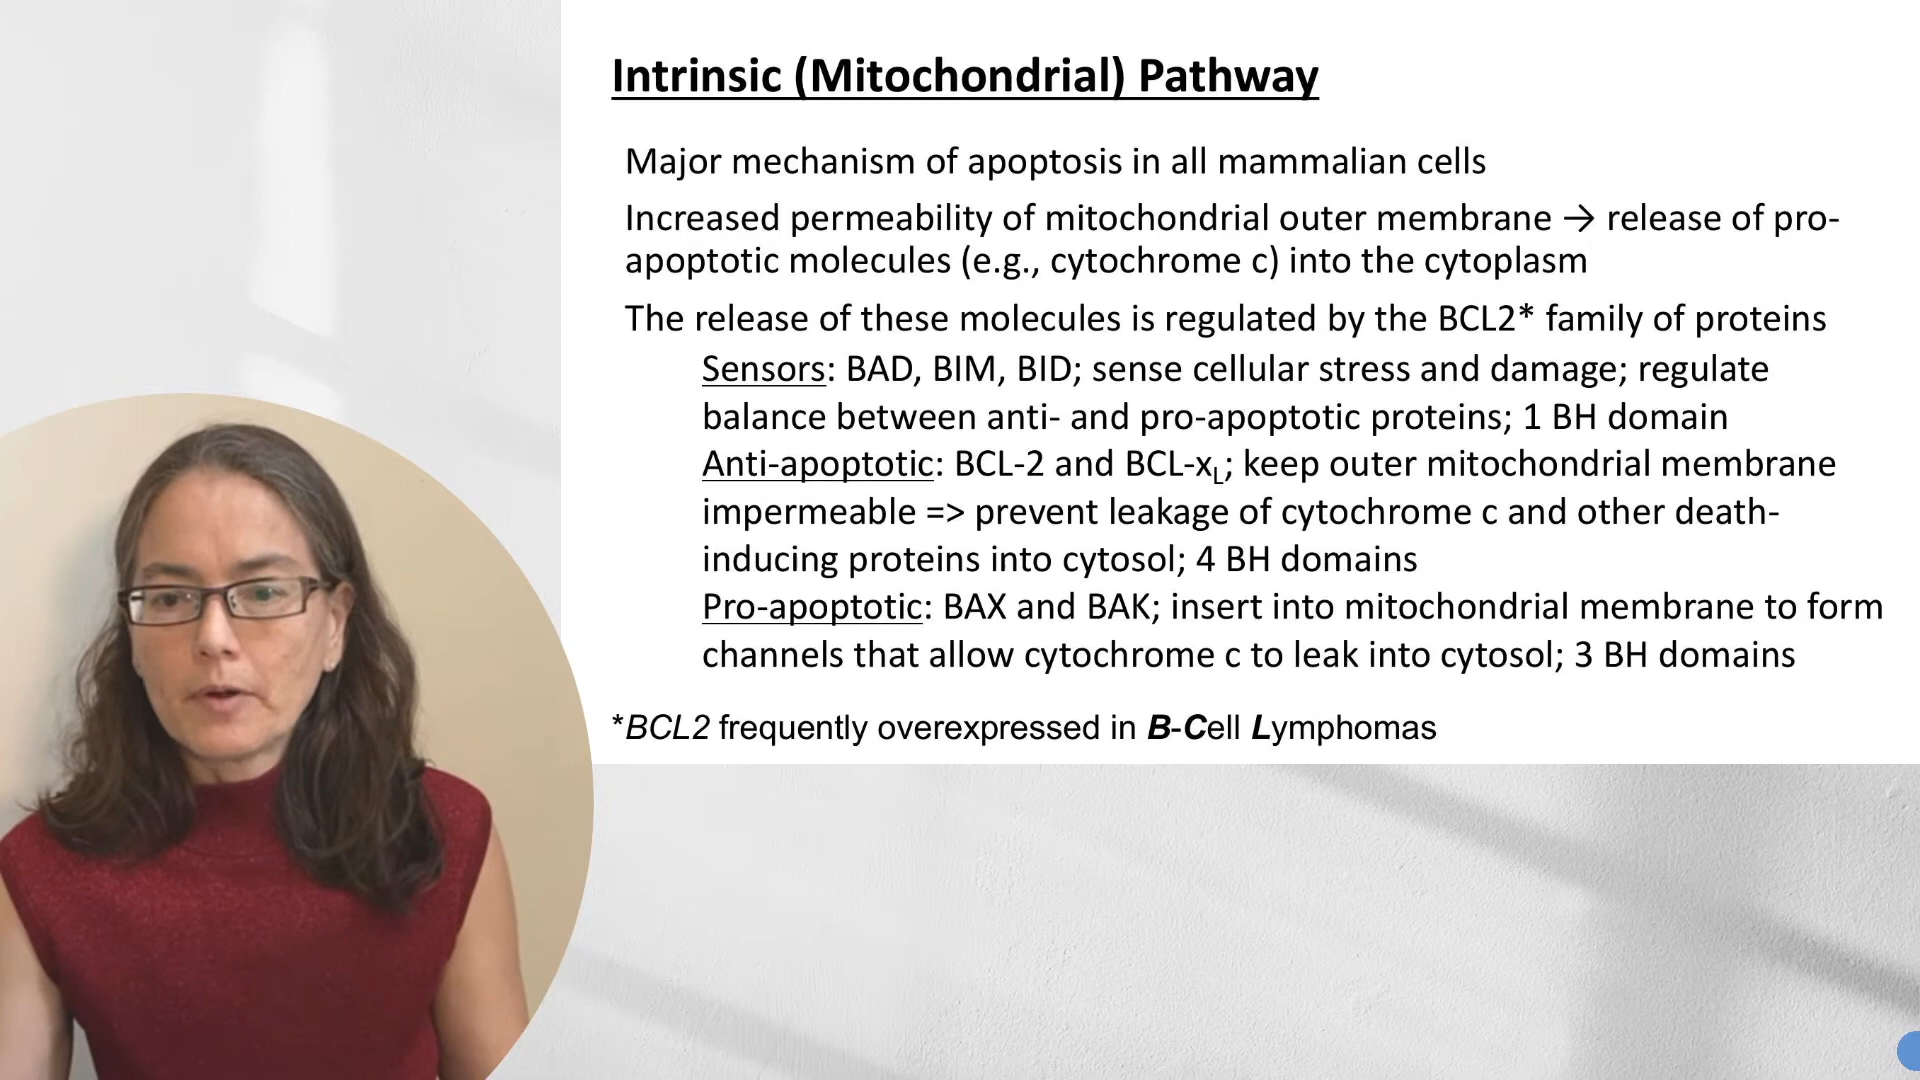 Intrinsic (Mitochondrial) Pathway
Major mechanism of apoptosis in all mammalian cells
Increased permeability of mitochondrial outer membrane → release of pro-
apoptotic molecules (e.g., cytochrome c) into the cytoplasm
The release of these molecules is regulated by the BCL2* family of proteins
Sensors: BAD, BIM, BID; sense cellular stress and damage; regulate
balance between anti- and pro-apoptotic proteins; 1 BH domain
Anti-apoptotic: BCL-2 and BCL-xL; keep outer mitochondrial membrane
impermeable => prevent leakage of cytochrome c and other death-
inducing proteins into cytosol; 4 BH domains
Pro-apoptotic: BAX and BAK; insert into mitochondrial membrane to form
channels that allow cytochrome c to leak into cytosol; 3 BH domains
*BCL2 frequently overexpressed in B-Cell Lymphomas